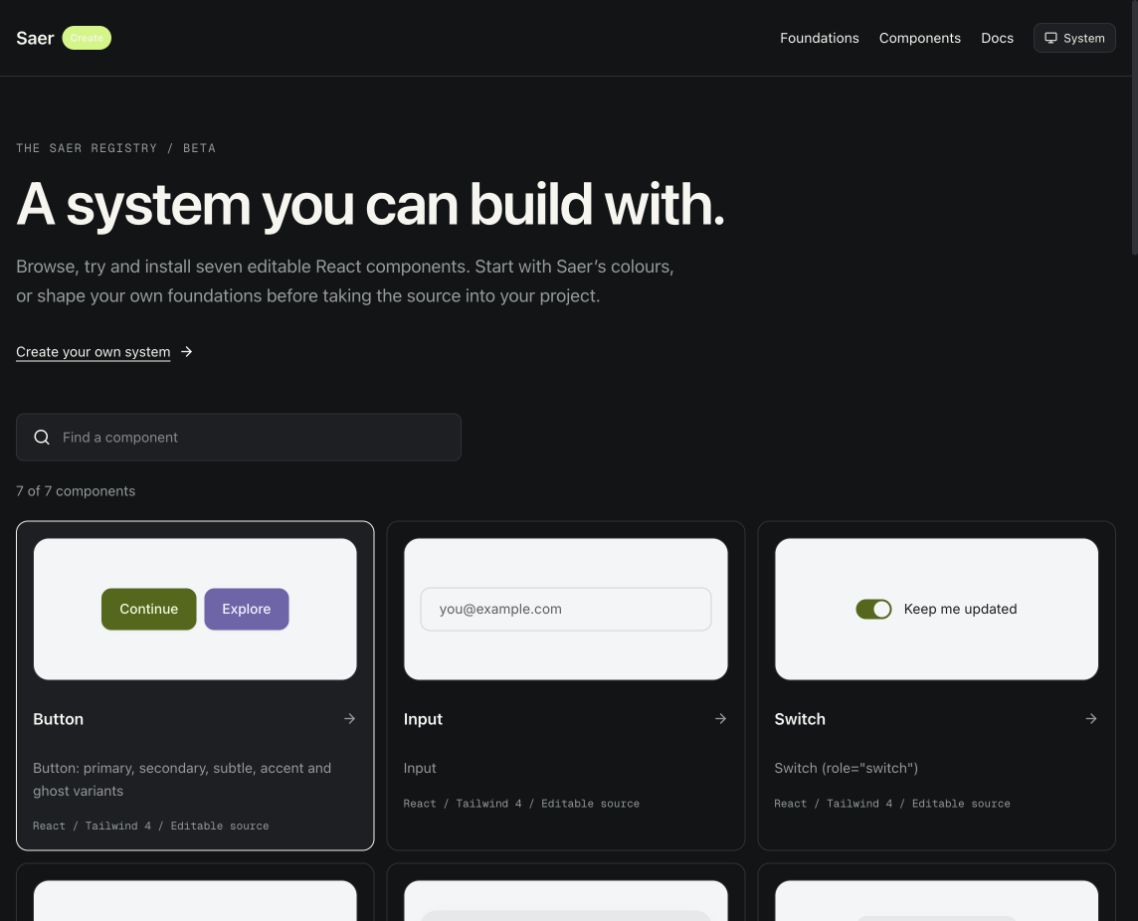 Saer Create
Foundations Components Docs System
THE SAER REGISTRY / BETA
A system you can build with.
Browse, try and install seven editable React components. Start with Saer’s colours,
or shape your own foundations before taking the source into your project.
Create your own system →
Find a component
7 of 7 components
Continue Explore
Button →
Button: primary, secondary, subtle, accent and
ghost variants
React / Tailwind 4 / Editable source
you@example.com
Input →
Input
React / Tailwind 4 / Editable source
Keep me updated
Switch →
Switch (role="switch")
React / Tailwind 4 / Editable source